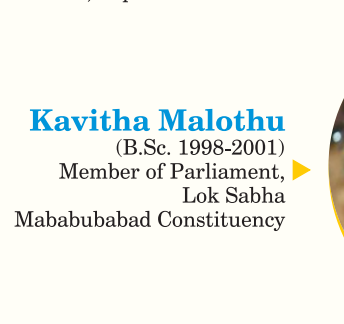 Kavitha Malothu
(B.Sc. 1998-2001)
Member of Parliament,
Lok Sabha
Mababubabad Constituency